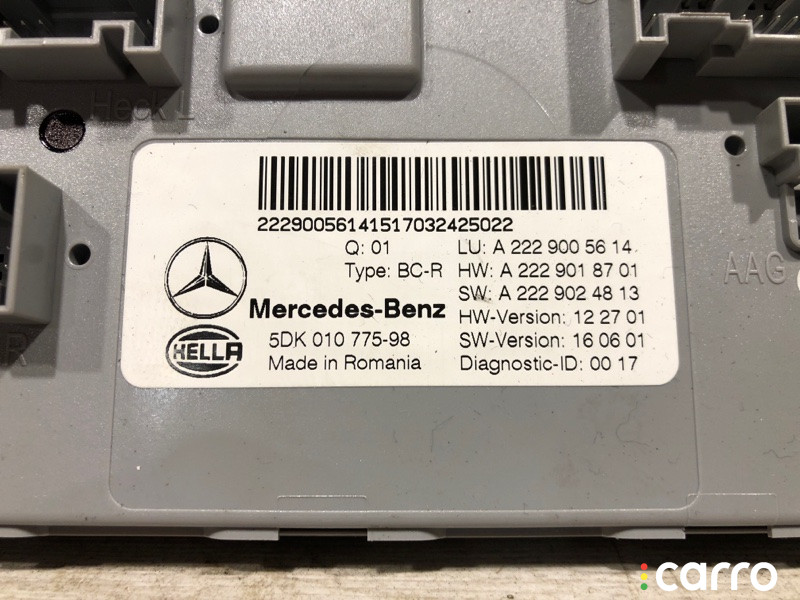 Heck L
2229005614151703242502​2
Q: 01 LU: A 222 900 56 14
Type: BC-R HW: A 222 901 87 01
AAG
SW: A 222 902 48 13
Mercedes-Benz HW-Version: 12 27 01
HELLA 5DK 010 775-98 SW-Version: 16 06 01
R
Made in Romania Diagnostic-ID: 00 17
carro